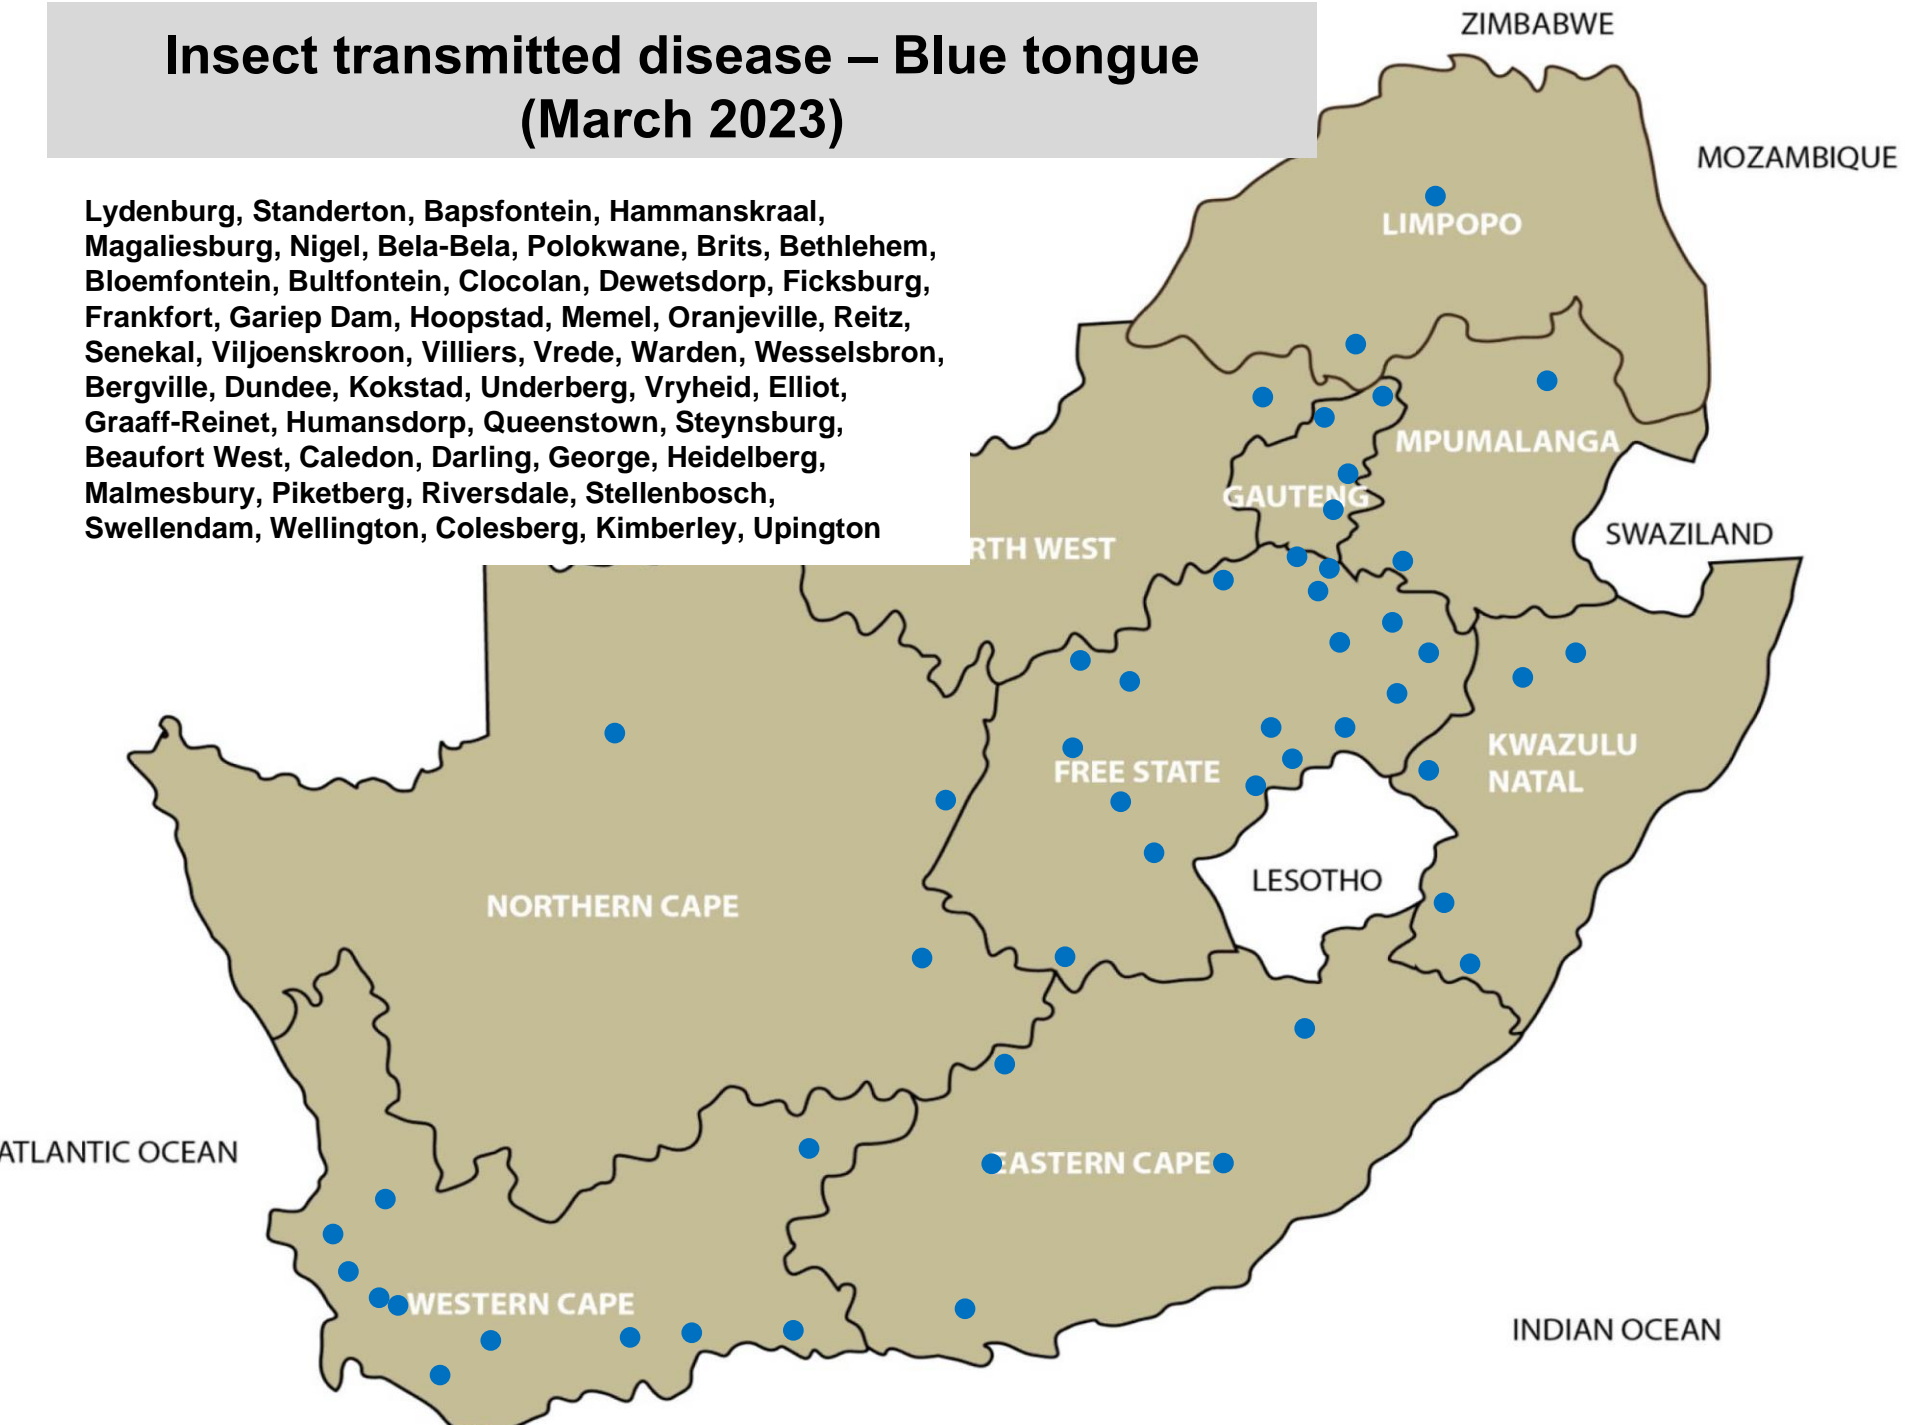 Insect transmitted disease – Blue tongue
(March 2023)
Lydenburg, Standerton, Bapsfontein, Hammanskraal,
Magaliesburg, Nigel, Bela-Bela, Polokwane, Brits, Bethlehem,
Bloemfontein, Bultfontein, Clocolan, Dewetsdorp, Ficksburg,
Frankfort, Gariep Dam, Hoopstad, Memel, Oranjeville, Reitz,
Senekal, Viljoenskroon, Villiers, Vrede, Warden, Wesselsbron,
Bergville, Dundee, Kokstad, Underberg, Vryheid, Elliot,
Graaff-Reinet, Humansdorp, Queenstown, Steynsburg,
Beaufort West, Caledon, Darling, George, Heidelberg,
Malmesbury, Piketberg, Riversdale, Stellenbosch,
Swellendam, Wellington, Colesberg, Kimberley, Upington
ZIMBABWE
MOZAMBIQUE
LIMPOPO
MPUMALANGA
GAUTENG
SWAZILAND
RTH WEST
KWAZULU
NATAL
FREE STATE
LESOTHO
NORTHERN CAPE
ATLANTIC OCEAN
EASTERN CAPE
WESTERN CAPE
INDIAN OCEAN